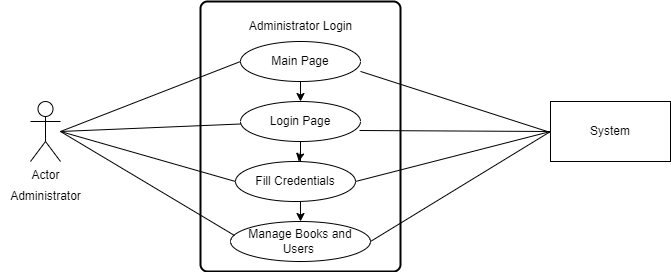 Administrator Login
Main Page
Login Page
Fill Credentials
Manage Books and
Users
Actor
Administrator
System